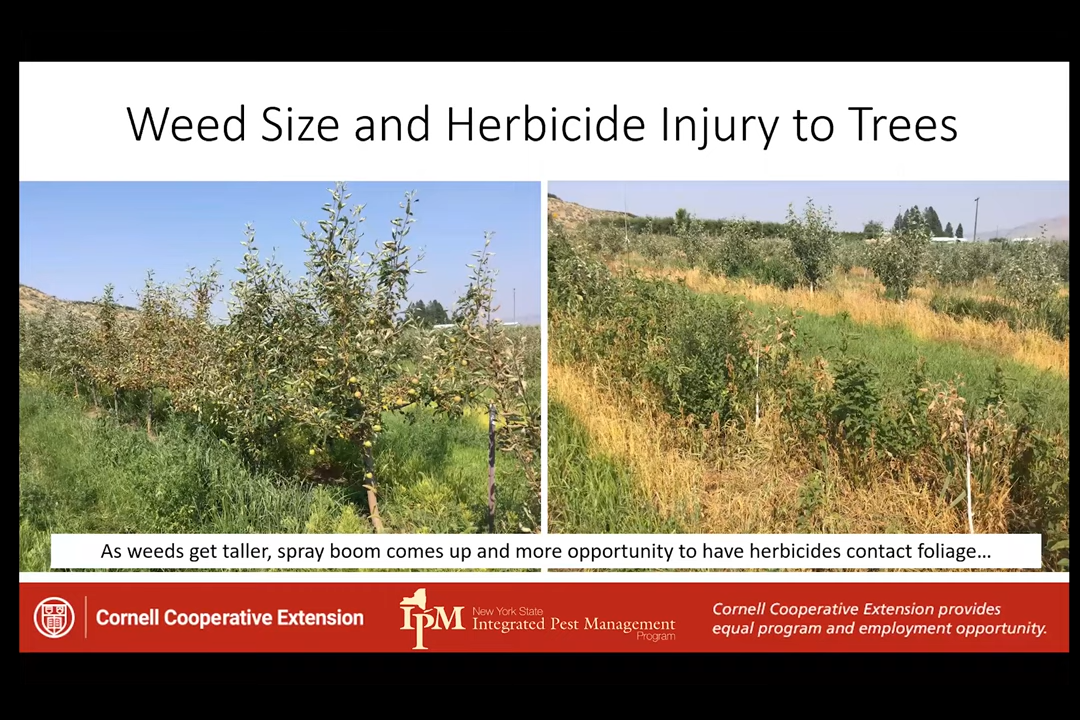 Weed Size and Herbicide Injury to Trees
As weeds get taller, spray boom comes up and more opportunity to have herbicides contact foliage…
Cornell Cooperative Extension
IPM
New York State
Integrated Pest Management
Program
Cornell Cooperative Extension provides
equal program and employment opportunity.